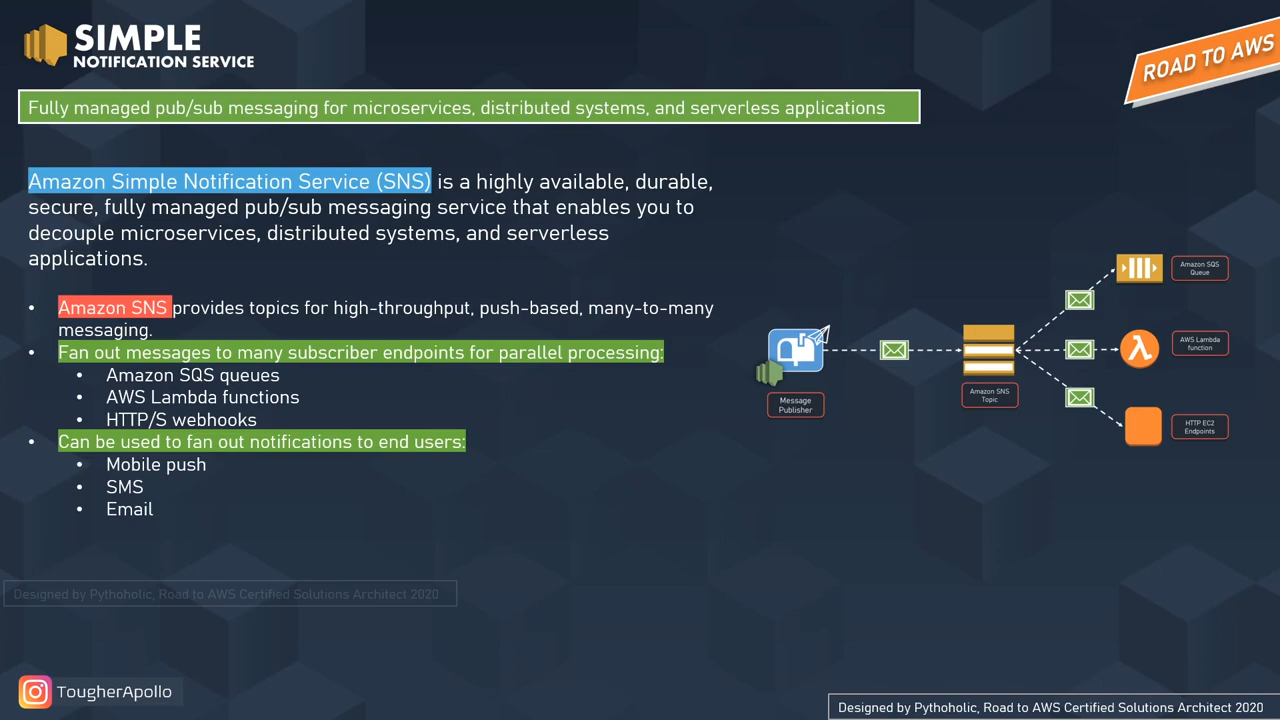 SIMPLE
NOTIFICATION SERVICE
ROAD TO AWS
Fully managed pub/sub messaging for microservices, distributed systems, and serverless applications
Amazon Simple Notification Service (SNS) is a highly available, durable,
secure, fully managed pub/sub messaging service that enables you to
decouple microservices, distributed systems, and serverless
applications.
• Amazon SNS provides topics for high-throughput, push-based, many-to-many
messaging.
• Fan out messages to many subscriber endpoints for parallel processing:
• Amazon SQS queues
• AWS Lambda functions
• HTTP/S webhooks
• Can be used to fan out notifications to end users:
• Mobile push
• SMS
• Email
Message
Publisher
Amazon SNS
Topic
Amazon SQS
Queue
λ
AWS Lambda
function
HTTP EC2
Endpoints
Designed by Pythoholic, Road to AWS Certified Solutions Architect 2020
TougherApollo
Designed by Pythoholic, Road to AWS Certified Solutions Architect 2020